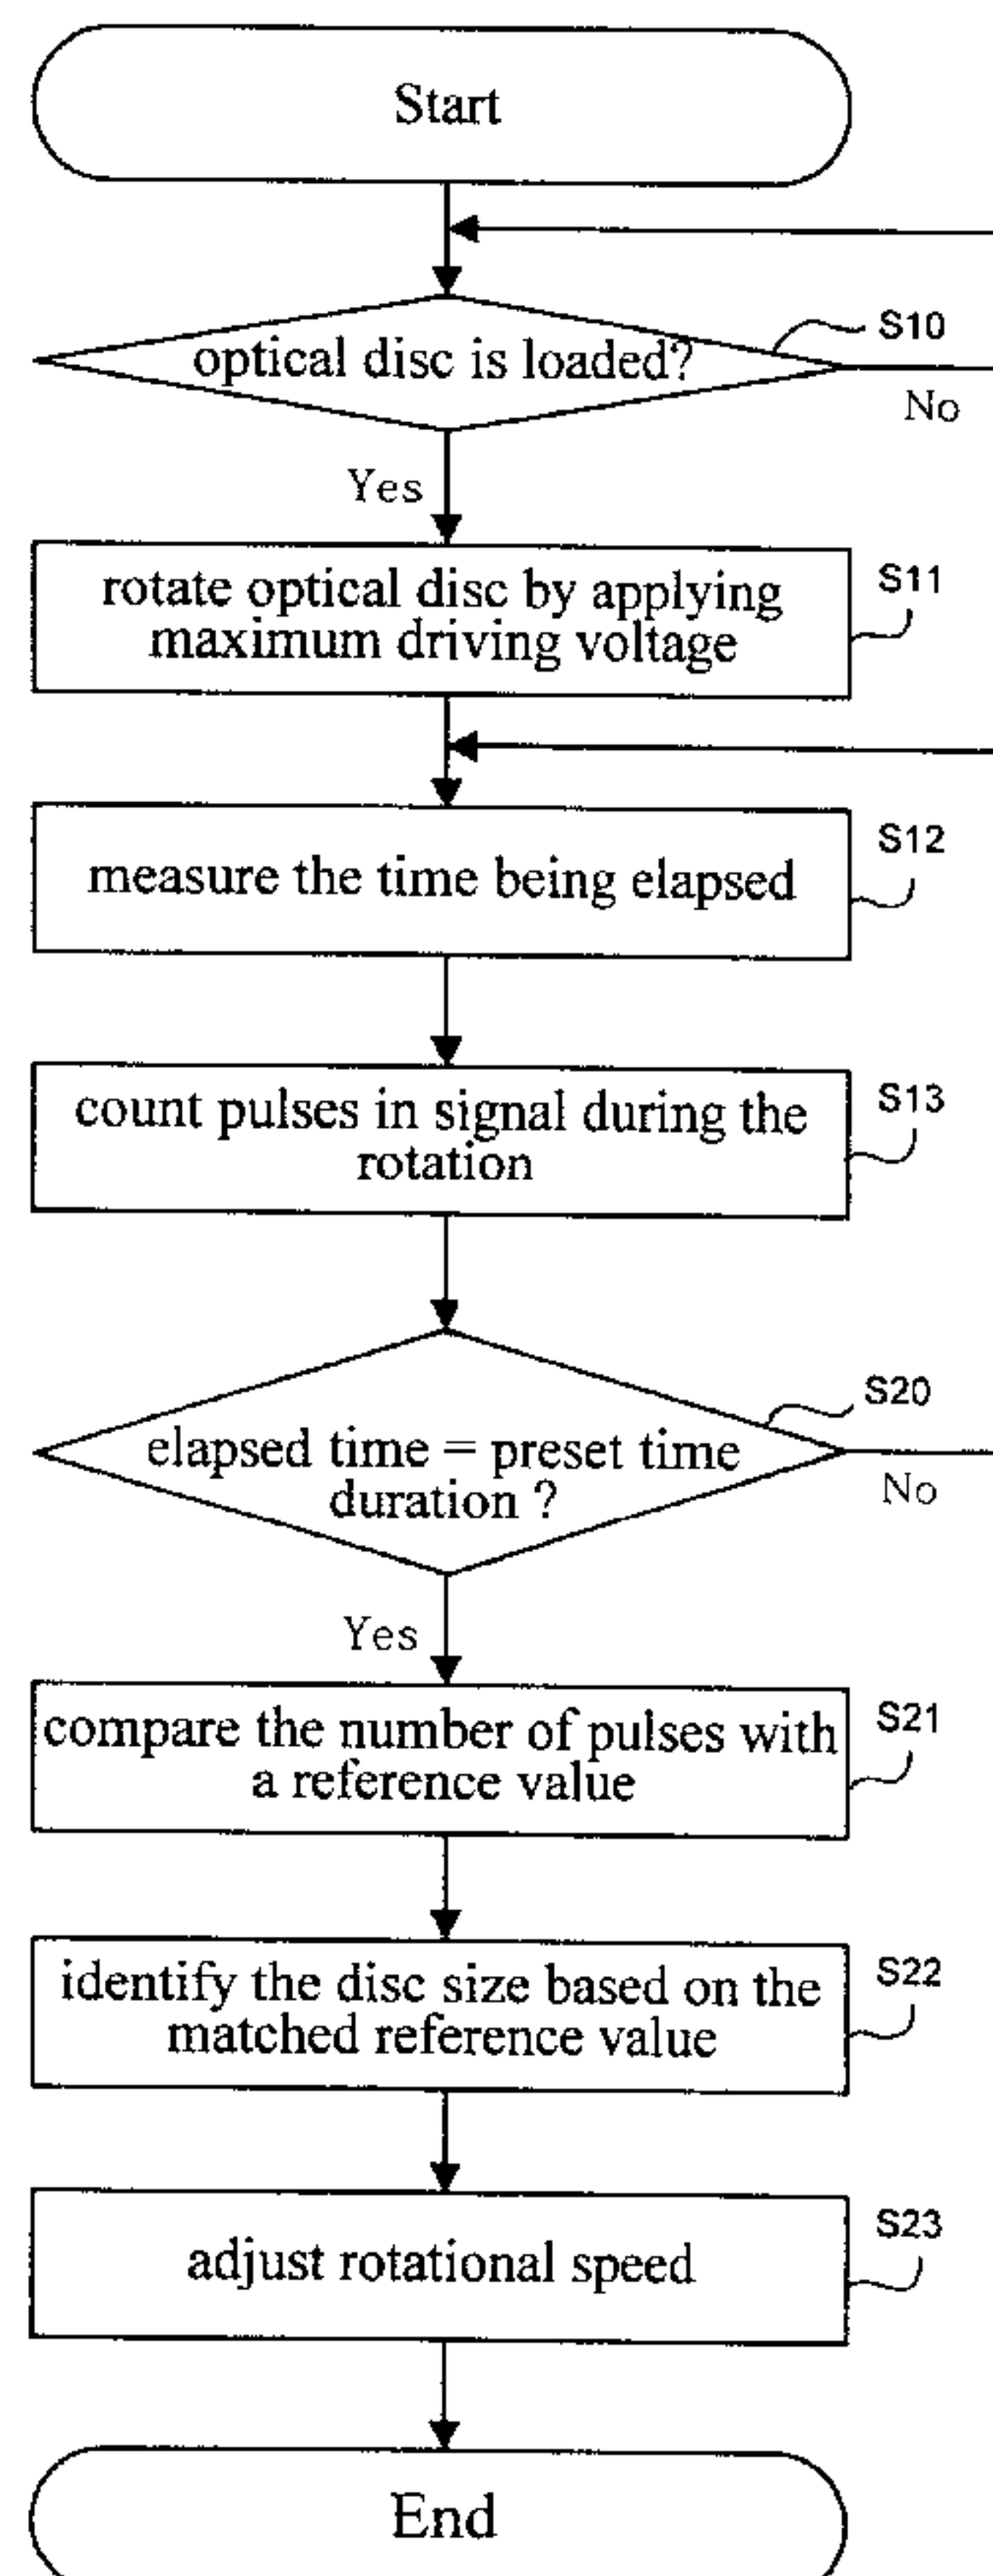 Start
optical disc is loaded?
S10
No
Yes
rotate optical disc by applying
maximum driving voltage
S11
measure the time being elapsed
S12
count pulses in signal during the
rotation
S13
elapsed time = preset time
duration ?
S20
No
Yes
compare the number of pulses with
a reference value
S21
identify the disc size based on the
matched reference value
S22
adjust rotational speed
S23
End